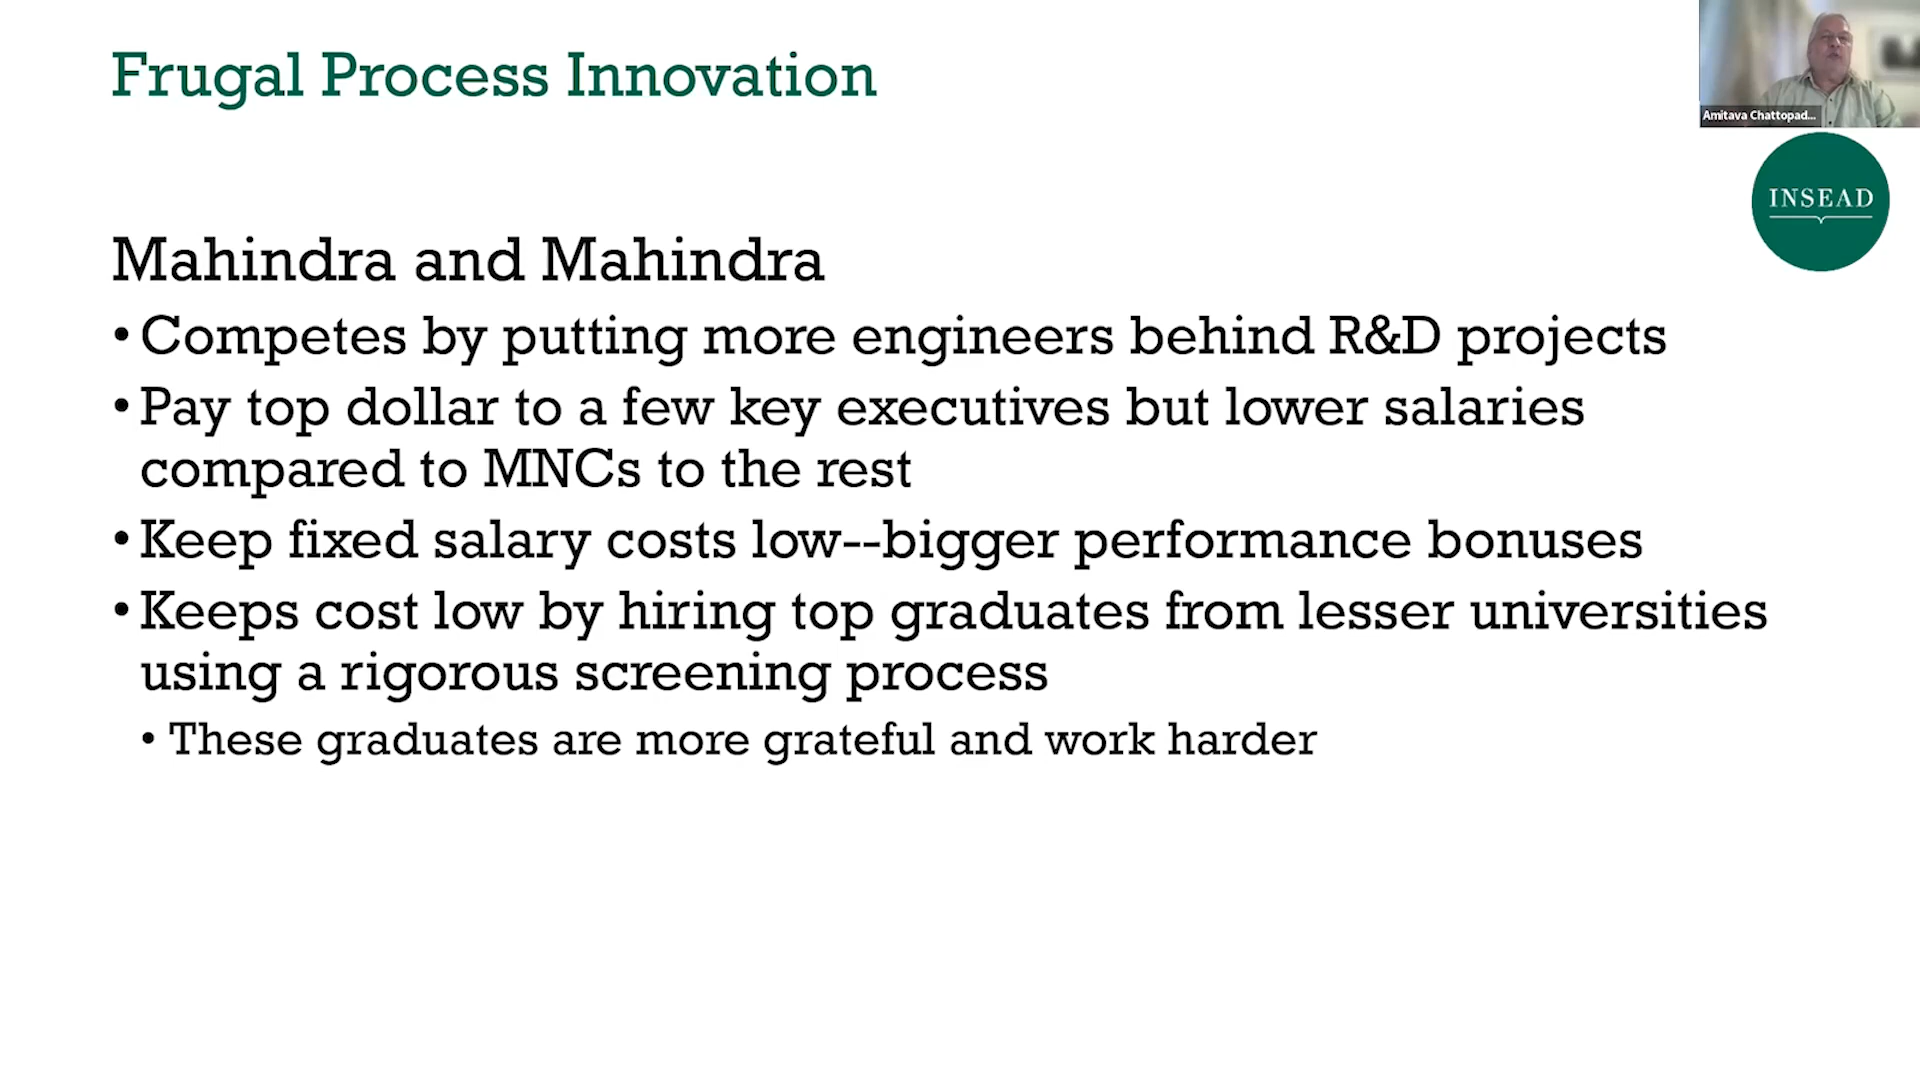 Frugal Process Innovation
Amitava Chattopad...
INSEAD
Mahindra and Mahindra
• Competes by putting more engineers behind R&D projects
• Pay top dollar to a few key executives but lower salaries
compared to MNCs to the rest
• Keep fixed salary costs low--bigger performance bonuses
• Keeps cost low by hiring top graduates from lesser universities
using a rigorous screening process
• These graduates are more grateful and work harder